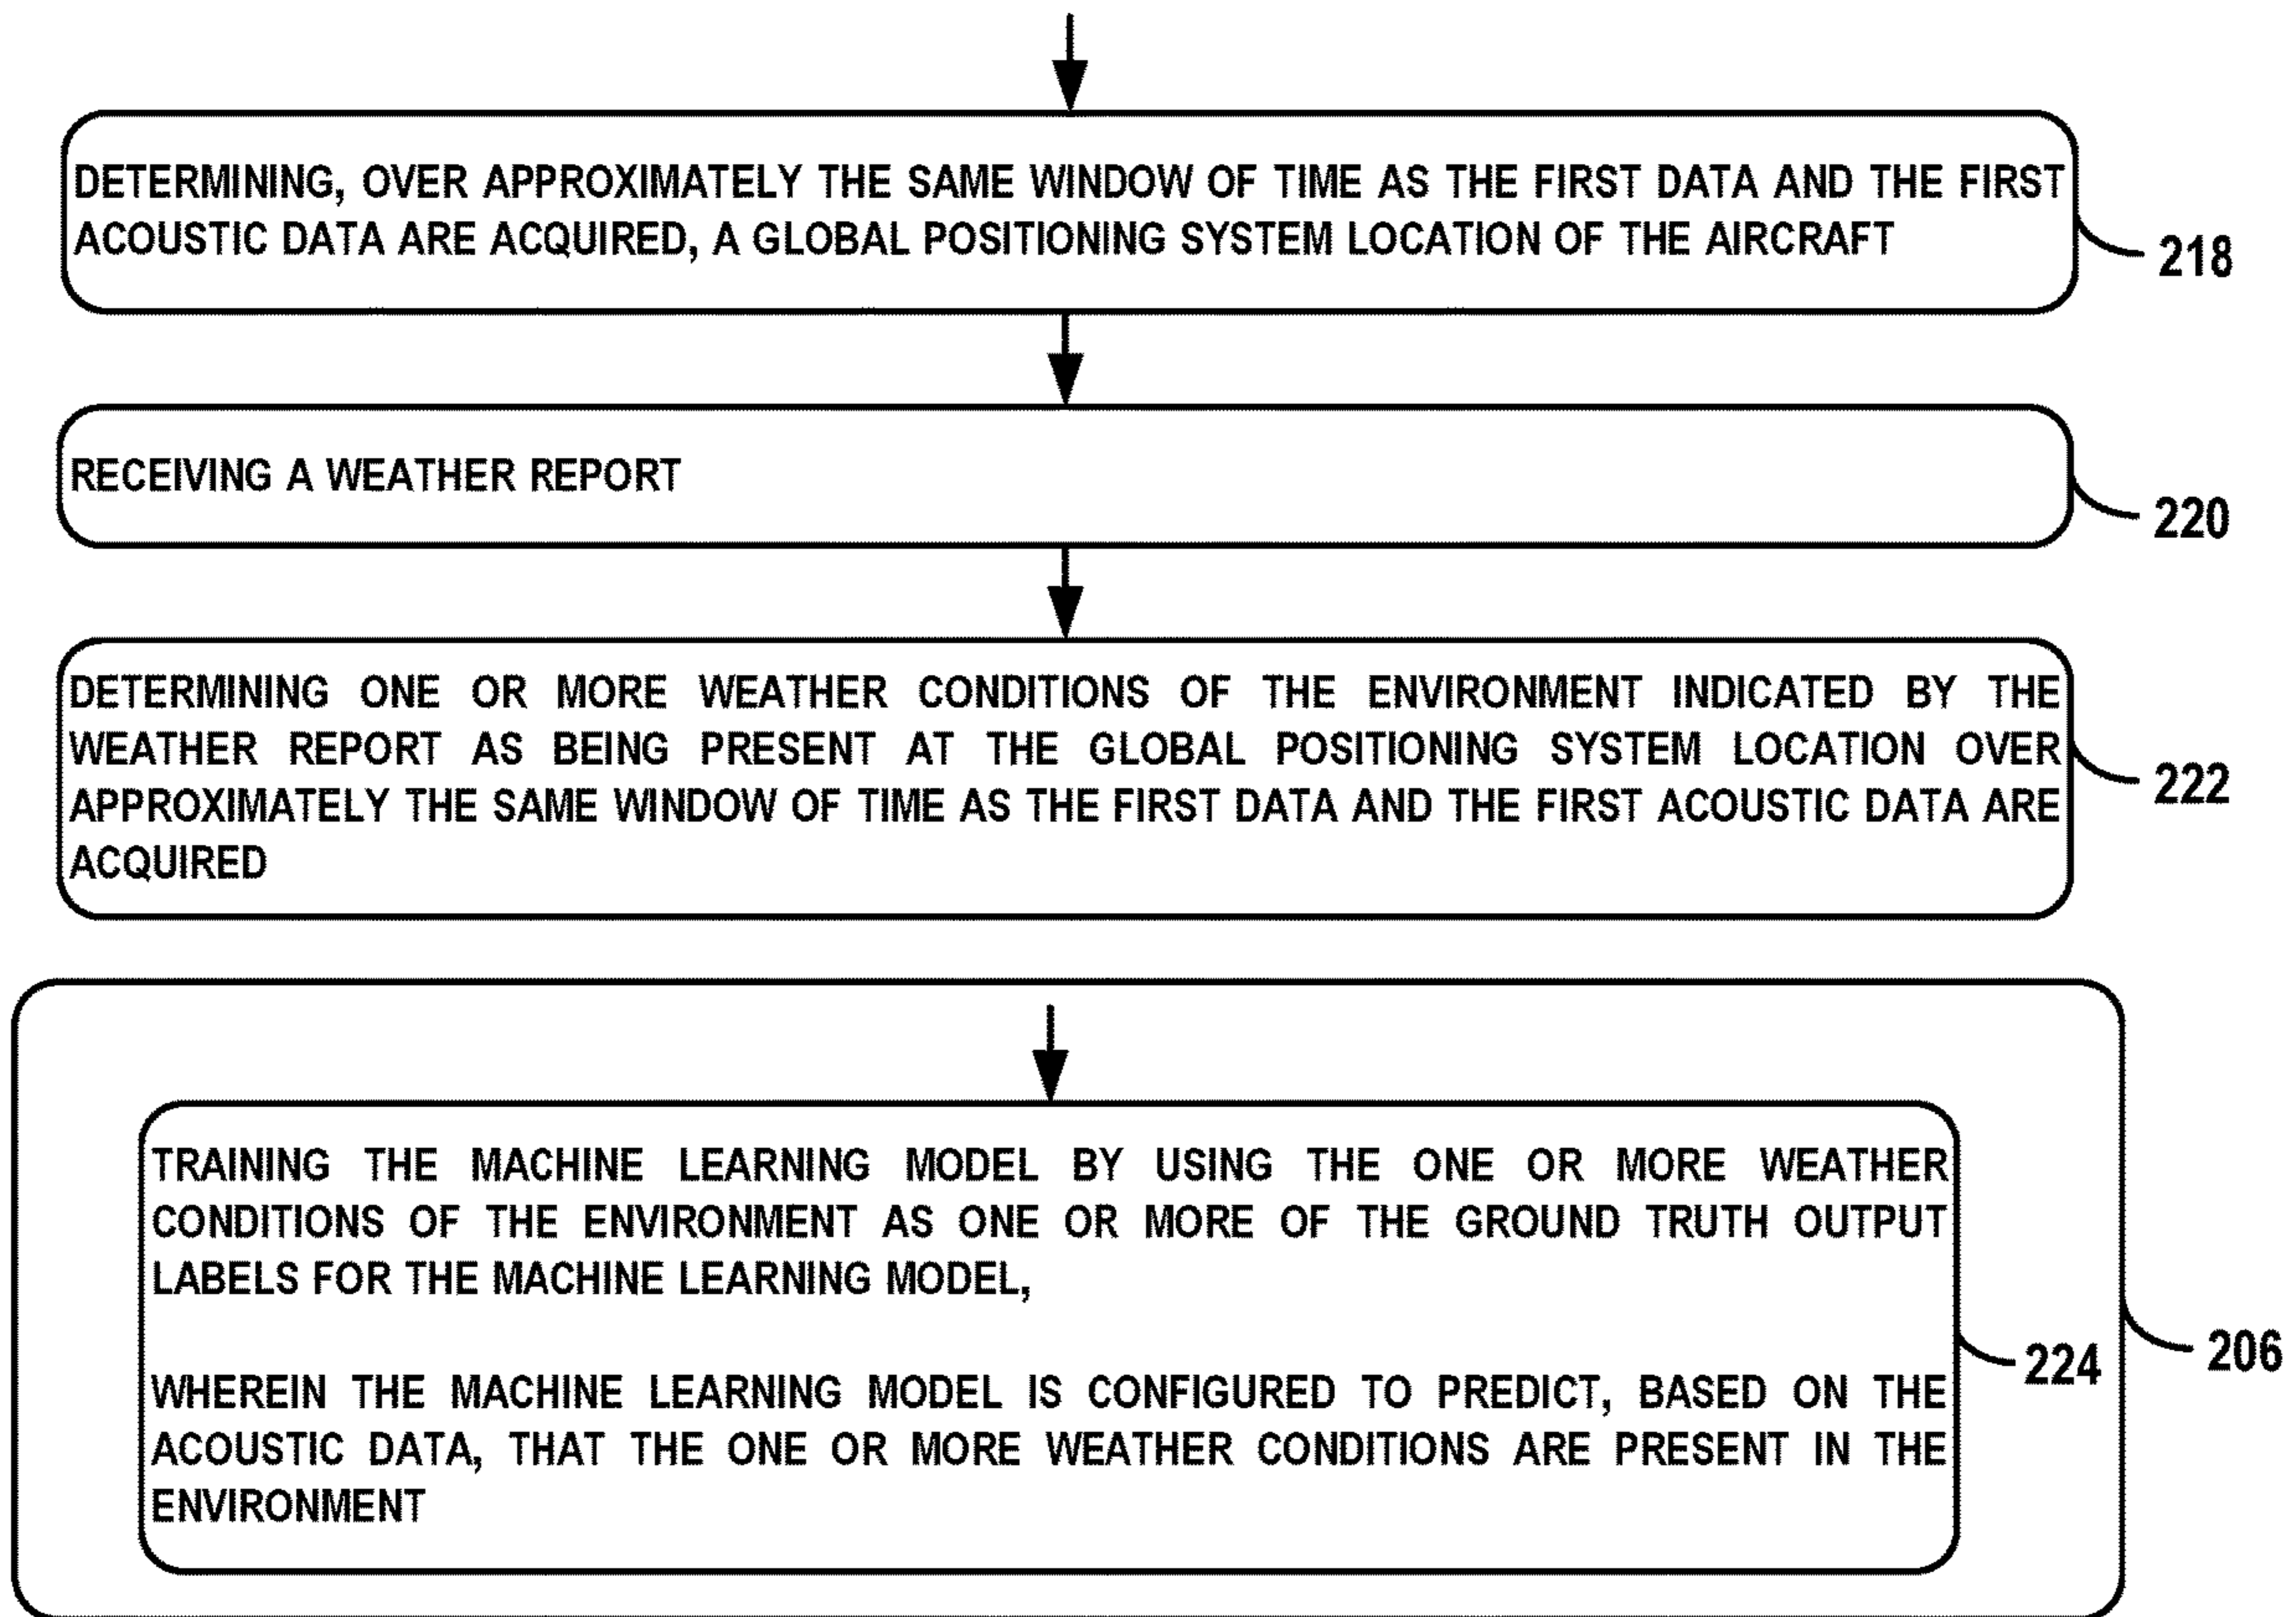 DETERMINING, OVER APPROXIMATELY THE SAME WINDOW OF TIME AS THE FIRST DATA AND THE FIRST
ACOUSTIC DATA ARE ACQUIRED, A GLOBAL POSITIONING SYSTEM LOCATION OF THE AIRCRAFT
218
RECEIVING A WEATHER REPORT
220
DETERMINING ONE OR MORE WEATHER CONDITIONS OF THE ENVIRONMENT INDICATED BY THE
WEATHER REPORT AS BEING PRESENT AT THE GLOBAL POSITIONING SYSTEM LOCATION OVER
APPROXIMATELY THE SAME WINDOW OF TIME AS THE FIRST DATA AND THE FIRST ACOUSTIC DATA ARE
ACQUIRED
222
TRAINING THE MACHINE LEARNING MODEL BY USING THE ONE OR MORE WEATHER
CONDITIONS OF THE ENVIRONMENT AS ONE OR MORE OF THE GROUND TRUTH OUTPUT
LABELS FOR THE MACHINE LEARNING MODEL,
WHEREIN THE MACHINE LEARNING MODEL IS CONFIGURED TO PREDICT, BASED ON THE
ACOUSTIC DATA, THAT THE ONE OR MORE WEATHER CONDITIONS ARE PRESENT IN THE
ENVIRONMENT
224
206